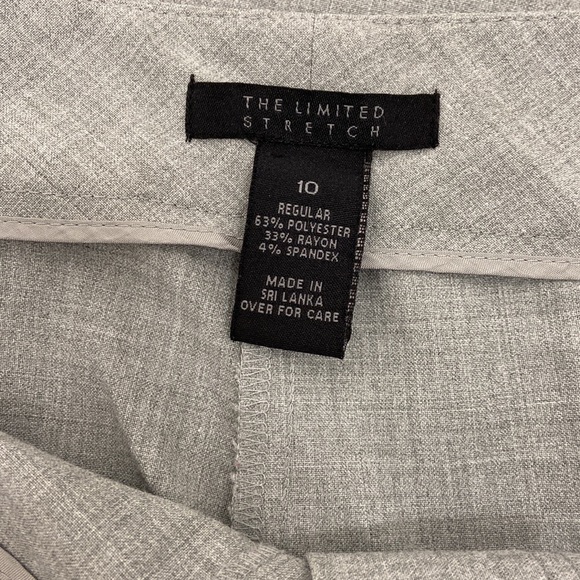 THE LIMITED
STRETCH
10
REGULAR
63% POLYESTER
33% RAYON
4% SPANDEX
MADE IN
SRI LANKA
OVER FOR CARE